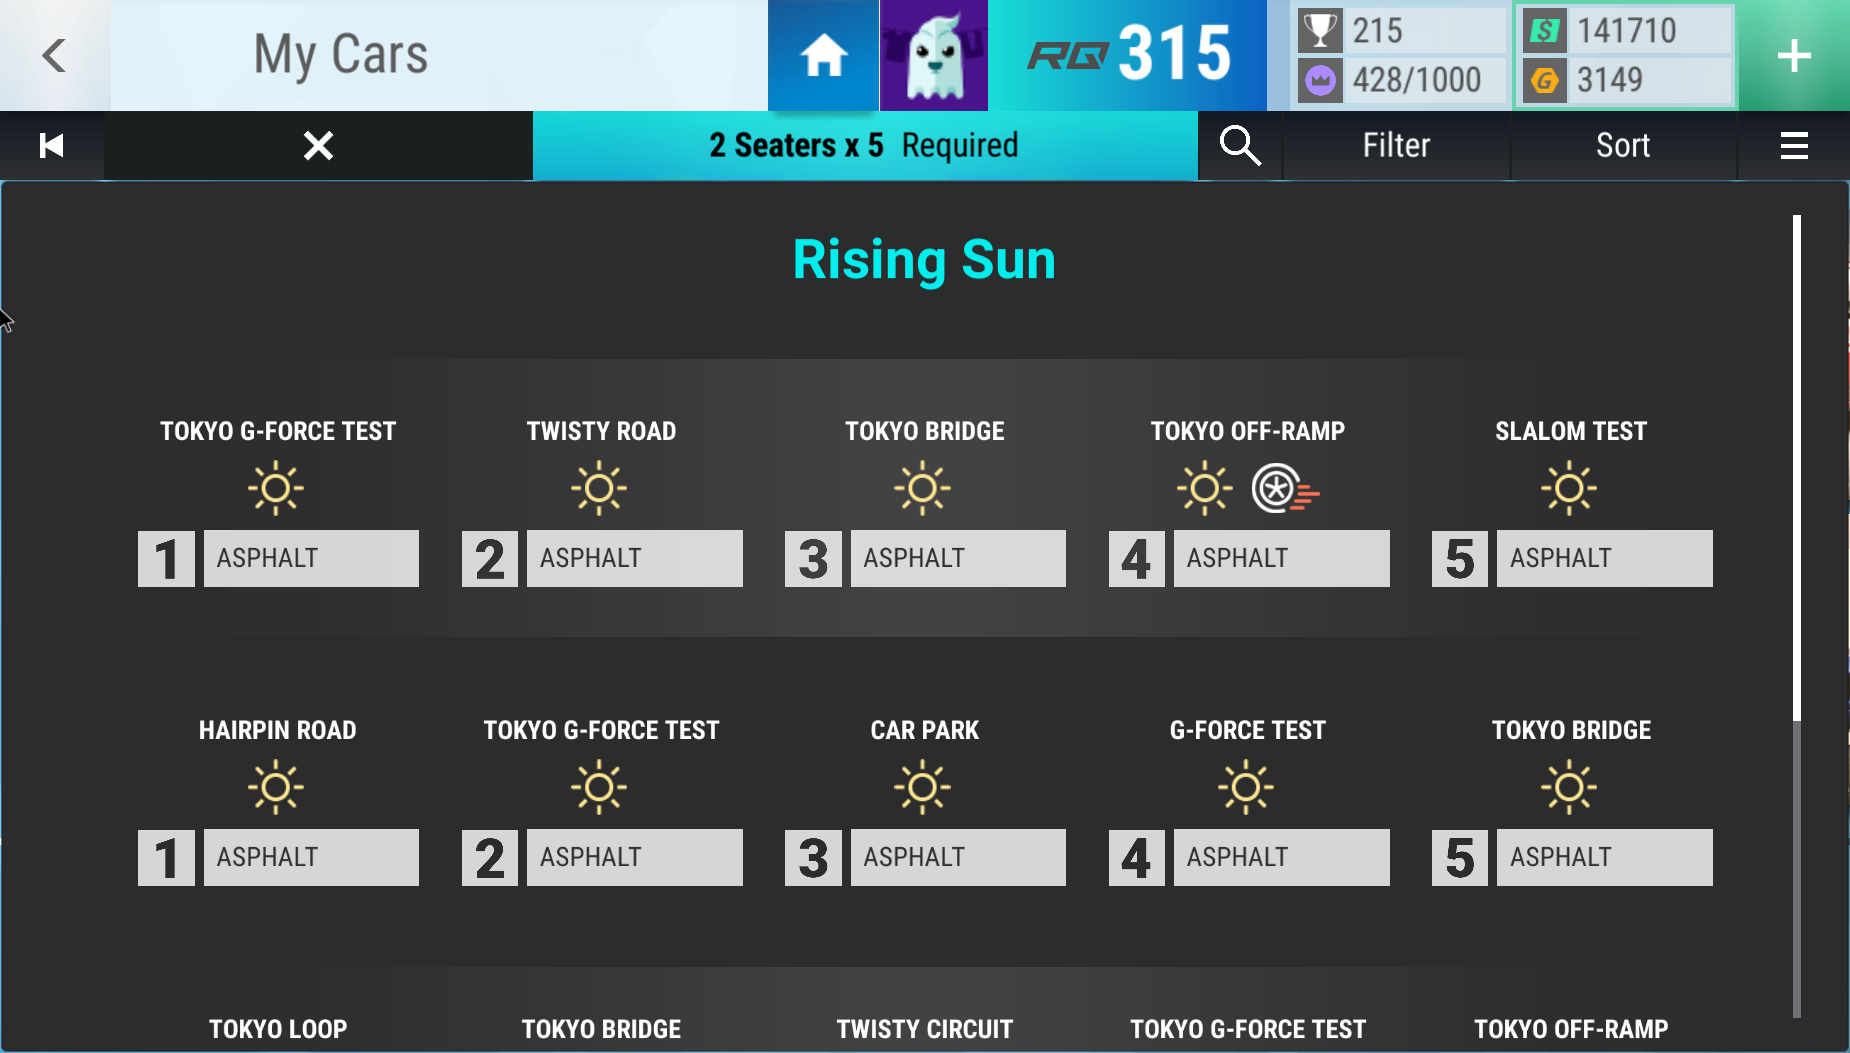 My Cars
RQ 315
215
428/1000
141710
3149
2 Seaters x 5 Required
Filter
Sort
Rising Sun
TOKYO G-FORCE TEST
TWISTY ROAD
TOKYO BRIDGE
TOKYO OFF-RAMP
SLALOM TEST
1 ASPHALT
2 ASPHALT
3 ASPHALT
4 ASPHALT
5 ASPHALT
HAIRPIN ROAD
TOKYO G-FORCE TEST
CAR PARK
G-FORCE TEST
TOKYO BRIDGE
1 ASPHALT
2 ASPHALT
3 ASPHALT
4 ASPHALT
5 ASPHALT
TOKYO LOOP
TOKYO BRIDGE
TWISTY CIRCUIT
TOKYO G-FORCE TEST
TOKYO OFF-RAMP